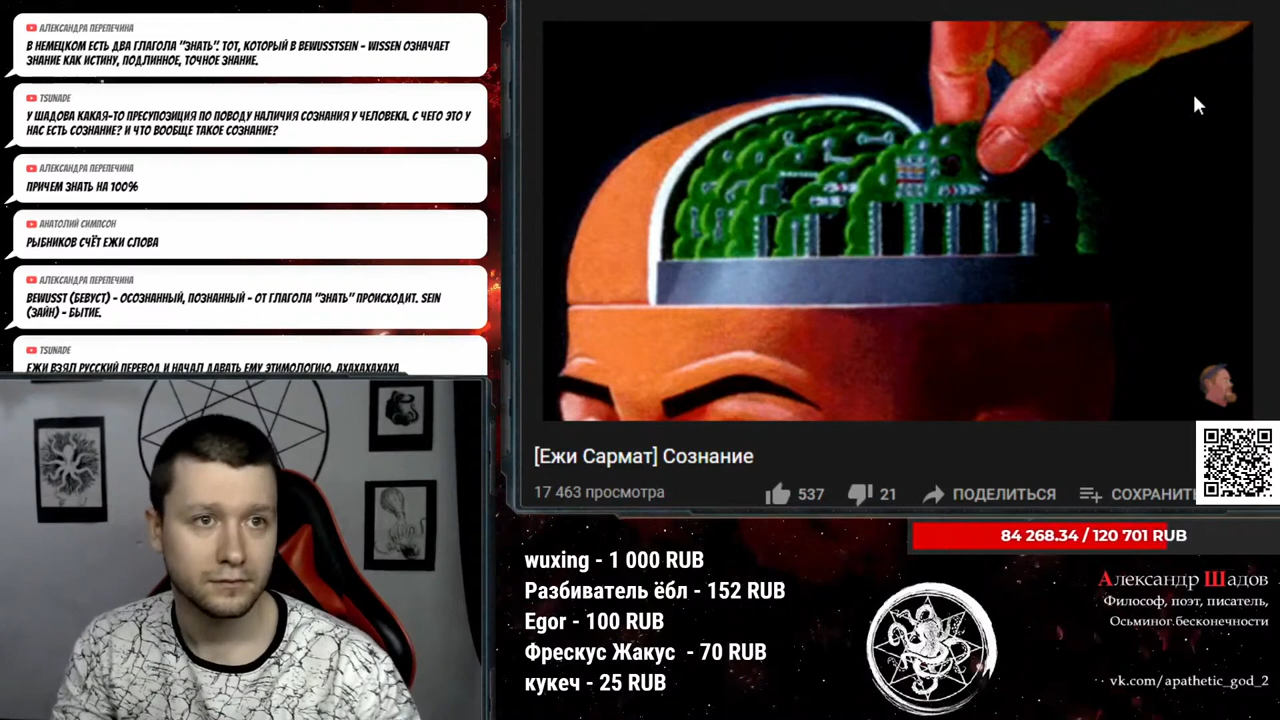 АЛЕКСАНДРА ПЕРЕПЕЧИНА
В НЕМЕЦКОМ ЕСТЬ ДВА ГЛАГОЛА "ЗНАТЬ". ТОТ, КОТОРЫЙ В BEWUSSTSEIN - WISSEN ОЗНАЧАЕТ
ЗНАНИЕ КАК ИСТИНУ, ПОДЛИННОЕ, ТОЧНОЕ ЗНАНИЕ.
TSUNADE
У ШАДОВА КАКАЯ-ТО ПРЕСУПОЗИЦИЯ ПО ПОВОДУ НАЛИЧИЯ СОЗНАНИЯ У ЧЕЛОВЕКА. С ЧЕГО ЭТО У
НАС ЕСТЬ СОЗНАНИЕ? И ЧТО ВООБЩЕ ТАКОЕ СОЗНАНИЕ?
АЛЕКСАНДРА ПЕРЕПЕЧИНА
ПРИЧЕМ ЗНАТЬ НА 100%
АНАТОЛИЙ СИМПСОН
РЫБНИКОВ СЧЁТ ЕЖИ СЛОВА
АЛЕКСАНДРА ПЕРЕПЕЧИНА
BEWUSST (БЕВУСТ) - ОСОЗНАННЫЙ, ПОЗНАННЫЙ - ОТ ГЛАГОЛА "ЗНАТЬ" ПРОИСХОДИТ. SEIN
(ЗАЙН) - БЫТИЕ.
TSUNADE
ЕЖИ ВЗЯЛ РУССКИЙ ПЕРЕВОД И НАЧАЛ ДАВАТЬ ЕМУ ЭТИМОЛОГИЮ. АХАХАХАХАХА
[Ежи Сармат] Сознание
17 463 просмотра
537
21
ПОДЕЛИТЬСЯ
СОХРАНИТЬ
84 268.34 / 120 701 RUB
wuxing - 1 000 RUB
Разбиватель ёбл - 152 RUB
Egor - 100 RUB
Фрескус Жакус - 70 RUB
кукеч - 25 RUB
Александр Шадов
Философ, поэт, писатель,
Осьминог бесконечности
vk.com/apathetic_god_2